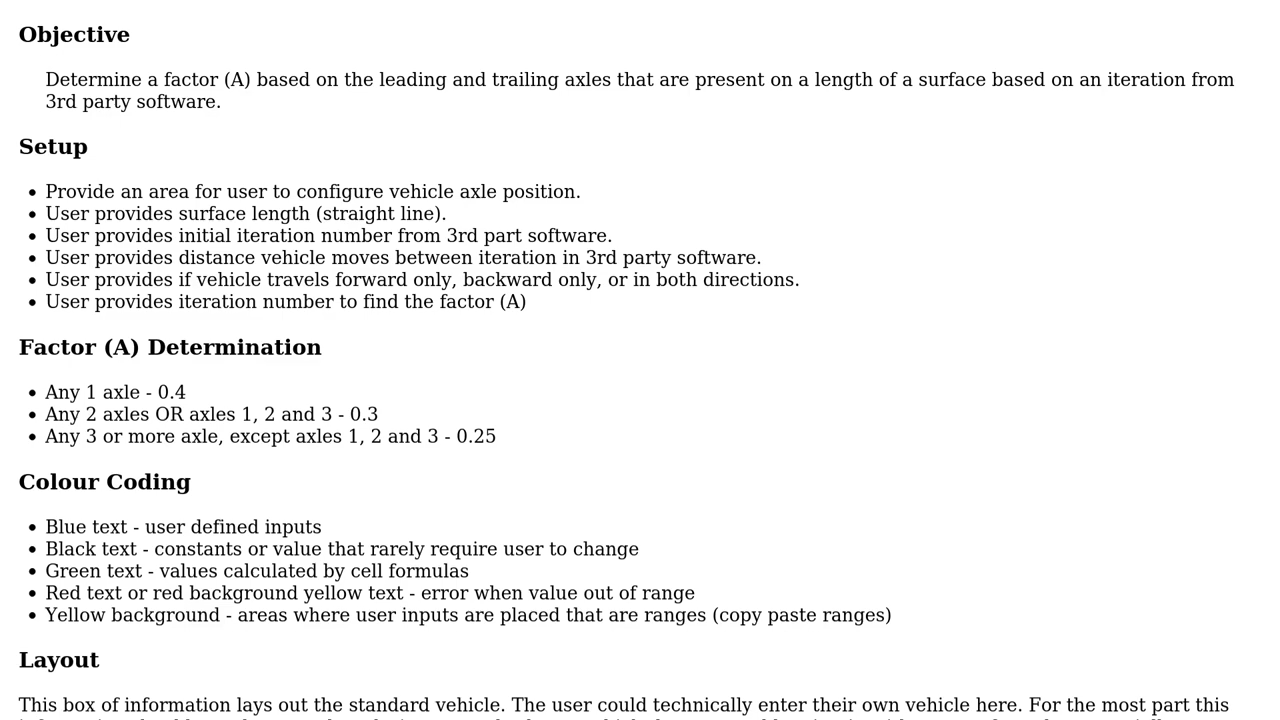 Objective
Determine a factor (A) based on the leading and trailing axles that are present on a length of a surface based on an iteration from
3rd party software.
Setup
• Provide an area for user to configure vehicle axle position.
• User provides surface length (straight line).
• User provides initial iteration number from 3rd part software.
• User provides distance vehicle moves between iteration in 3rd party software.
• User provides if vehicle travels forward only, backward only, or in both directions.
• User provides iteration number to find the factor (A)
Factor (A) Determination
• Any 1 axle - 0.4
• Any 2 axles OR axles 1, 2 and 3 - 0.3
• Any 3 or more axle, except axles 1, 2 and 3 - 0.25
Colour Coding
• Blue text - user defined inputs
• Black text - constants or value that rarely require user to change
• Green text - values calculated by cell formulas
• Red text or red background yellow text - error when value out of range
• Yellow background - areas where user inputs are placed that are ranges (copy paste ranges)
Layout
This box of information lays out the standard vehicle. The user could technically enter their own vehicle here. For the most part this